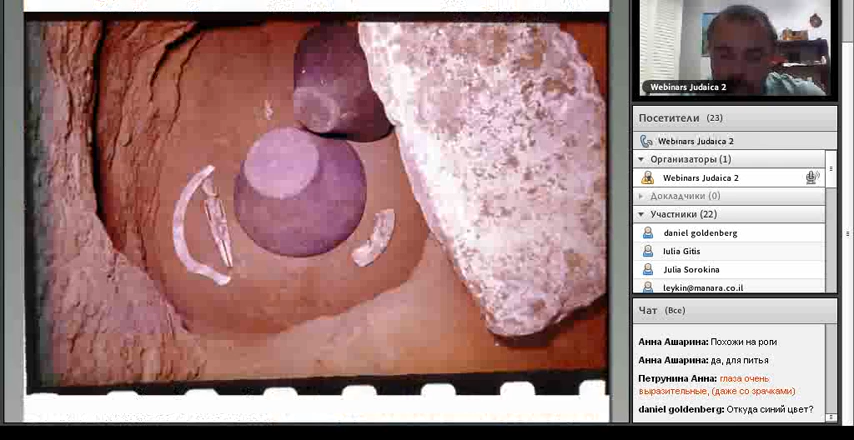 Webinars Judaica 2
Посетители (23)
Webinars Judaica 2
Организаторы (1)
Webinars Judaica 2
Докладчики (0)
Участники (22)
daniel goldenberg
Iulia Gitis
Julia Sorokina
leykin@manara.co.il
Чат (Все)
Анна Ашарина: Похожи на роги
Анна Ашарина: да, для питья
Петрунина Анна: глаза очень
выразительные, (даже со зрачками)
daniel goldenberg: Откуда синий цвет?